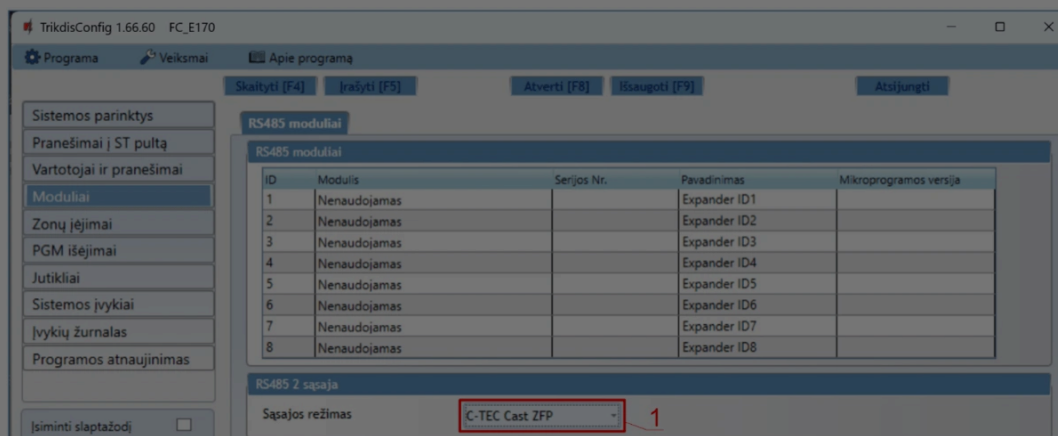 TrikdisConfig 1.66.60 FC_E170
Programa Veiksmai Apie programą
Skaityti [F4] Įrašyti [F5] Atverti [F8] Išsaugoti [F9] Atsijungti
Sistemos parinktys
Pranešimai į ST pultą
Vartotojai ir pranešimai
Moduliai
Zonų įėjimai
PGM išėjimai
Jutikliai
Sistemos įvykiai
Įvykių žurnalas
Programos atnaujinimas
Įsiminti slaptažodį
RS485 moduliai
RS485 moduliai
ID Modulis Serijos Nr. Pavadinimas Mikroprogramos versija
1 Nenaudojamas Expander ID1
2 Nenaudojamas Expander ID2
3 Nenaudojamas Expander ID3
4 Nenaudojamas Expander ID4
5 Nenaudojamas Expander ID5
6 Nenaudojamas Expander ID6
7 Nenaudojamas Expander ID7
8 Nenaudojamas Expander ID8
RS485 2 sąsaja
Sąsajos režimas C-TEC Cast ZFP 1